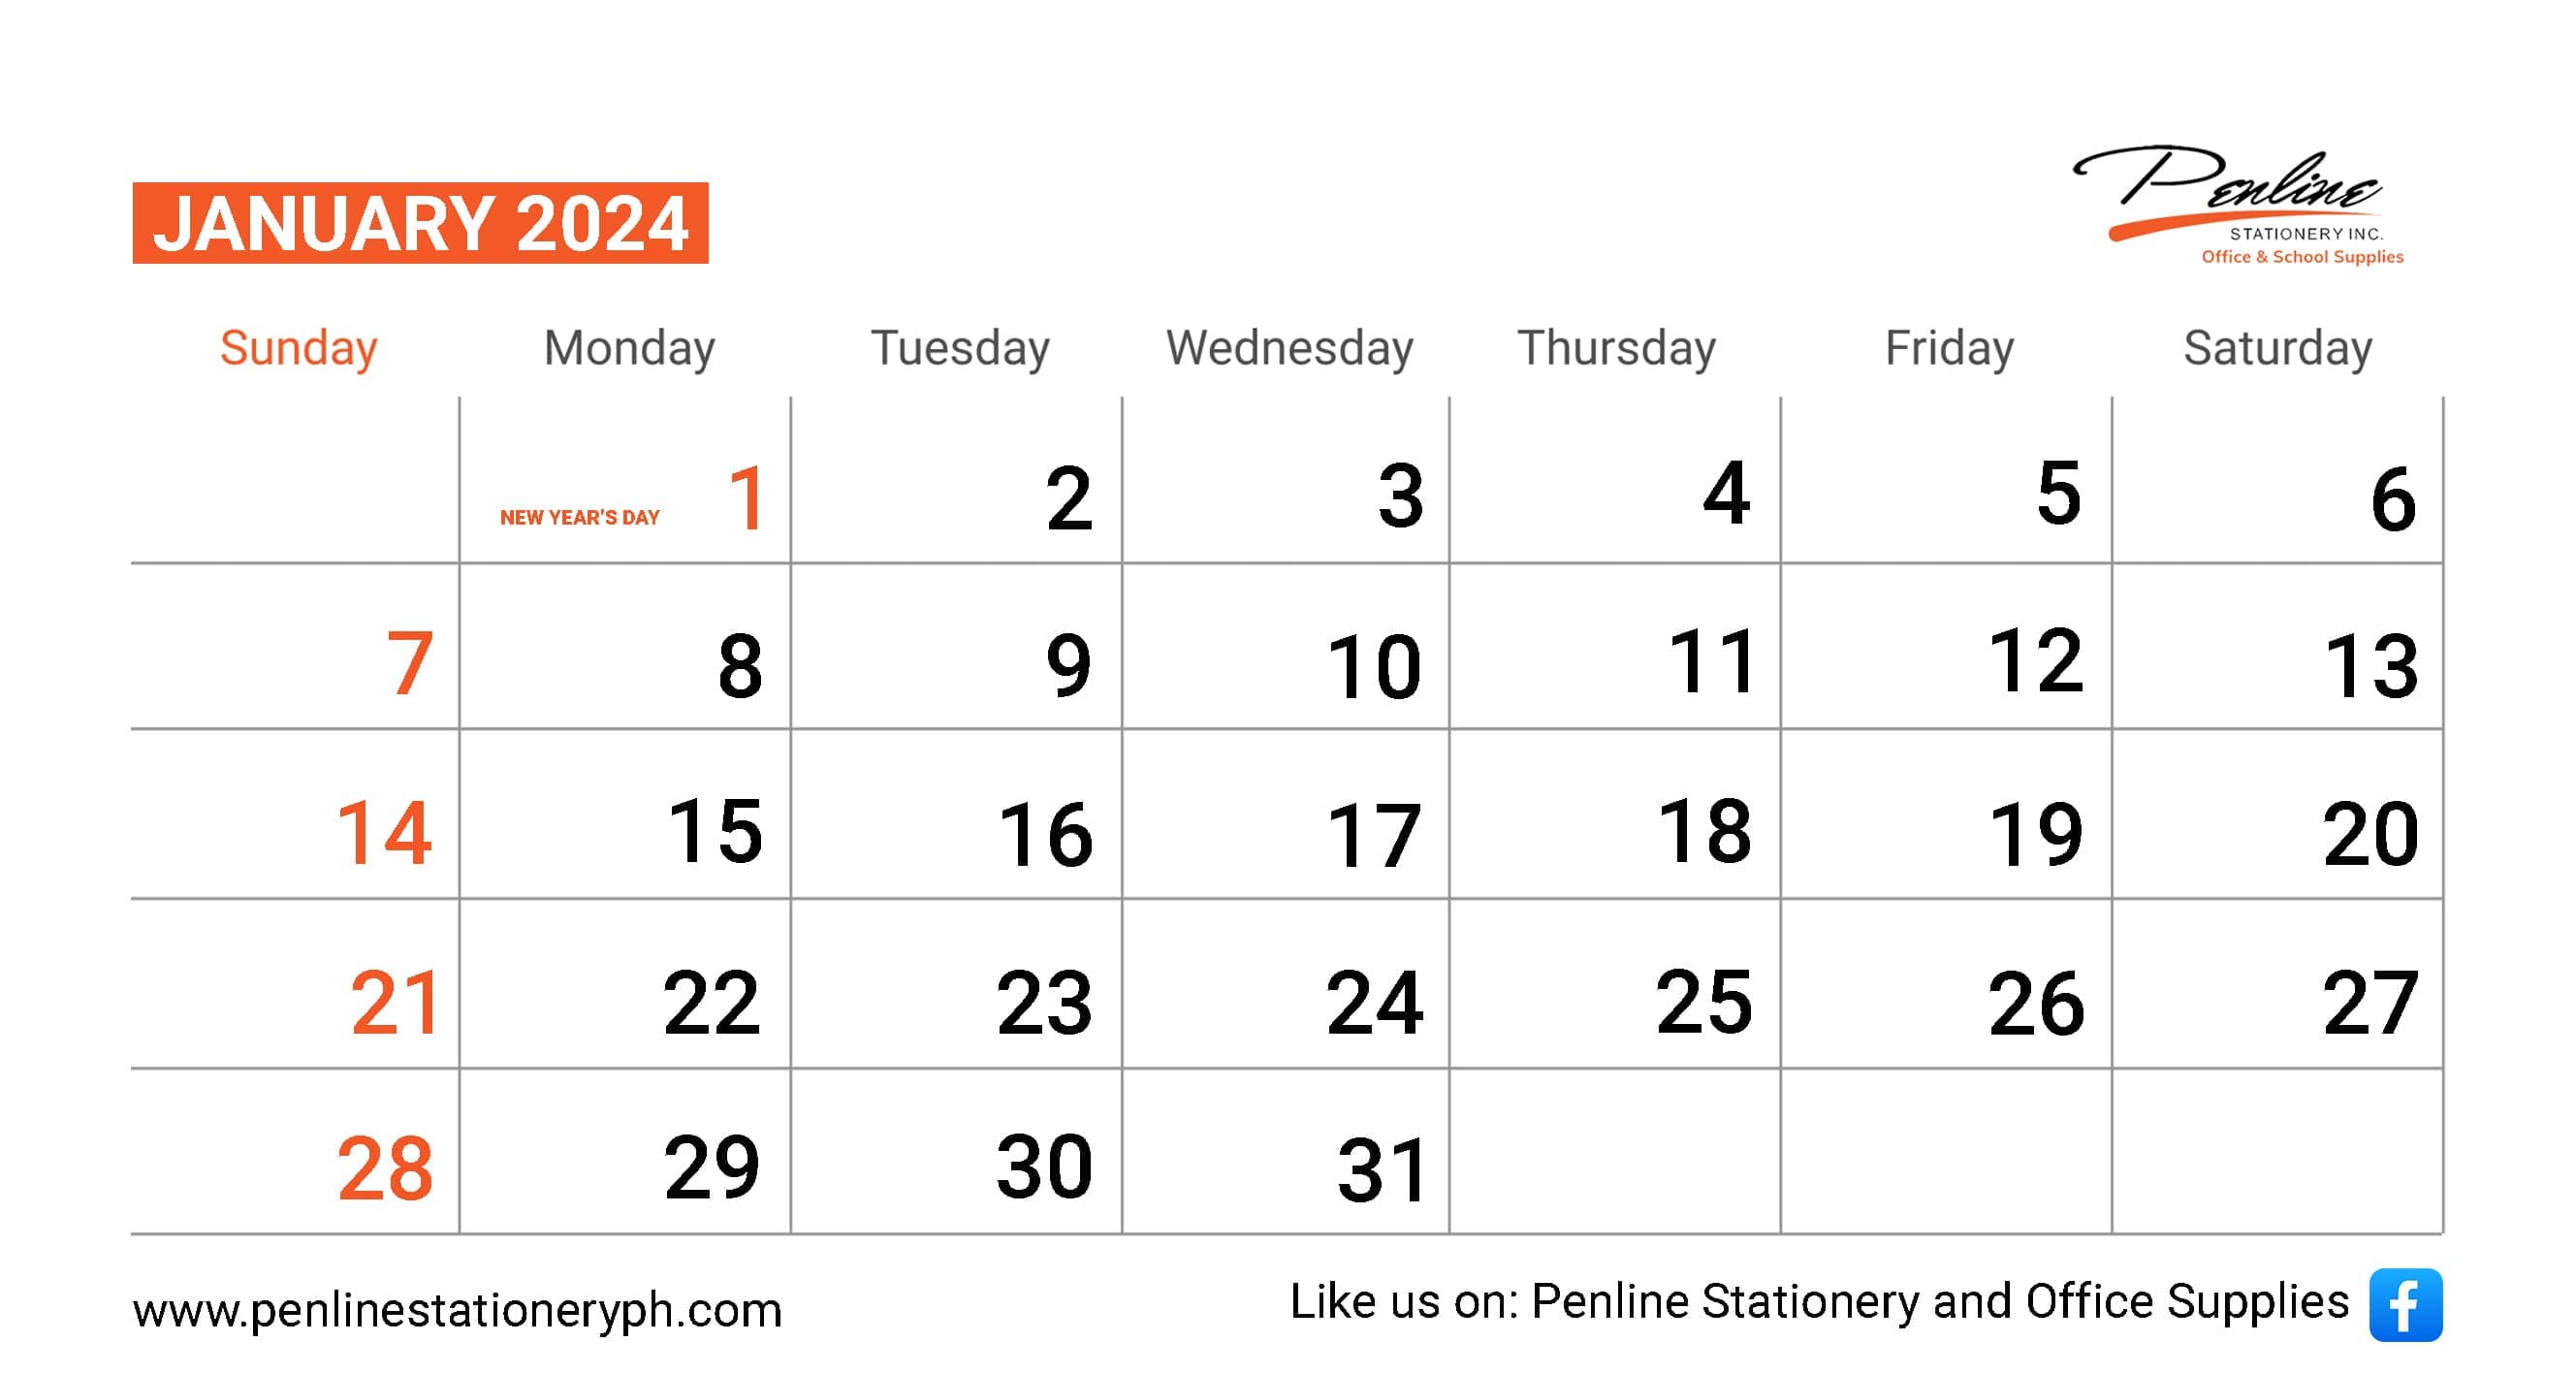 JANUARY 2024
Penline
STATIONERY INC.
Office & School Supplies
Sunday Monday Tuesday Wednesday Thursday Friday Saturday
NEW YEAR'S DAY 1 2 3 4 5 6
7 8 9 10 11 12 13
14 15 16 17 18 19 20
21 22 23 24 25 26 27
28 29 30 31
www.penlinestationeryph.com
Like us on: Penline Stationery and Office Supplies f